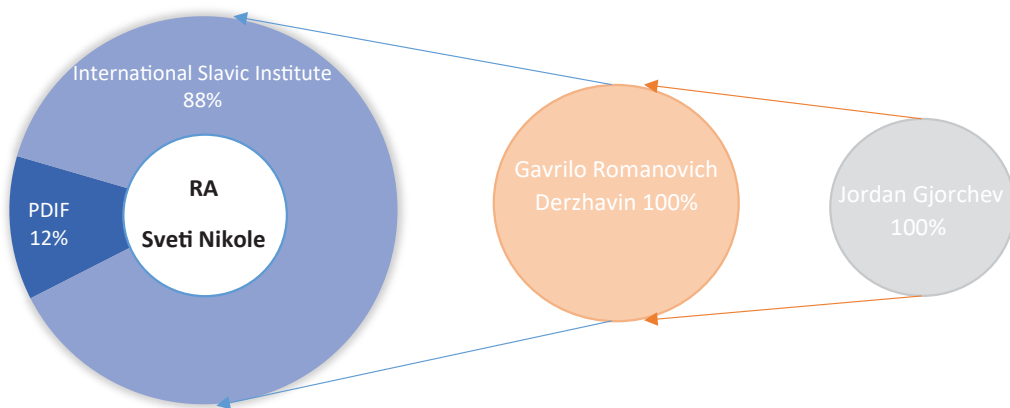 International Slavic Institute
88%
PDIF
12%
RA
Sveti Nikole
Gavrilo Romanovich
Derzhavin 100%
Jordan Gjorchev
100%